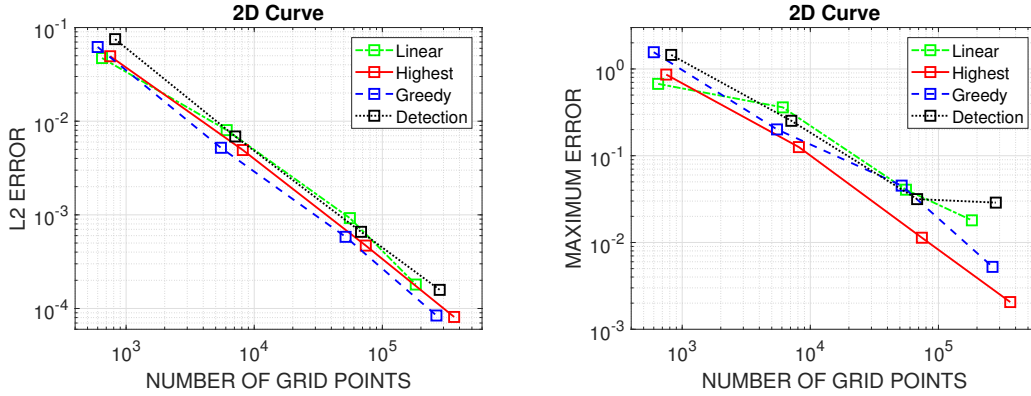 2D Curve
10^-1
10^-2
10^-3
10^-4
L2 ERROR
10^3
10^4
10^5
NUMBER OF GRID POINTS
Linear
Highest
Greedy
Detection
2D Curve
10^0
10^-1
10^-2
10^-3
MAXIMUM ERROR
10^3
10^4
10^5
NUMBER OF GRID POINTS
Linear
Highest
Greedy
Detection